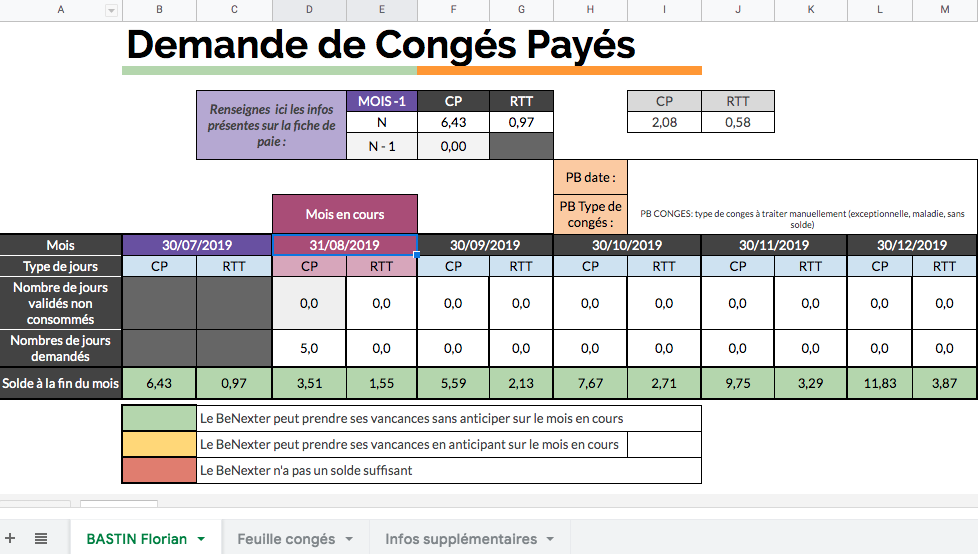 A B C D E F G H I J K L M
Demande de Congés Payés
Renseignes ici les infos
présentes sur la fiche de
paie :
MOIS -1 CP RTT
N 6,43 0,97
N - 1 0,00
CP RTT
2,08 0,58
PB date :
PB Type de
congés :
PB CONGES: type de conges à traiter manuellement (exceptionnelle, maladie, sans
solde)
Mois en cours
Mois 30/07/2019 31/08/2019 30/09/2019 30/10/2019 30/11/2019 30/12/2019
Type de jours CP RTT CP RTT CP RTT CP RTT CP RTT CP RTT
Nombre de jours
validés non
consommés
0,0 0,0 0,0 0,0 0,0 0,0 0,0 0,0 0,0 0,0
Nombres de jours
demandés
5,0 0,0 0,0 0,0 0,0 0,0 0,0 0,0 0,0 0,0
Solde à la fin du mois 6,43 0,97 3,51 1,55 5,59 2,13 7,67 2,71 9,75 3,29 11,83 3,87
Le BeNexter peut prendre ses vancances sans anticiper sur le mois en cours
Le BeNexter peut prendre ses vancances en anticipant sur le mois en cours
Le BeNexter n'a pas un solde suffisant
BASTIN Florian Feuille congés Infos supplémentaires